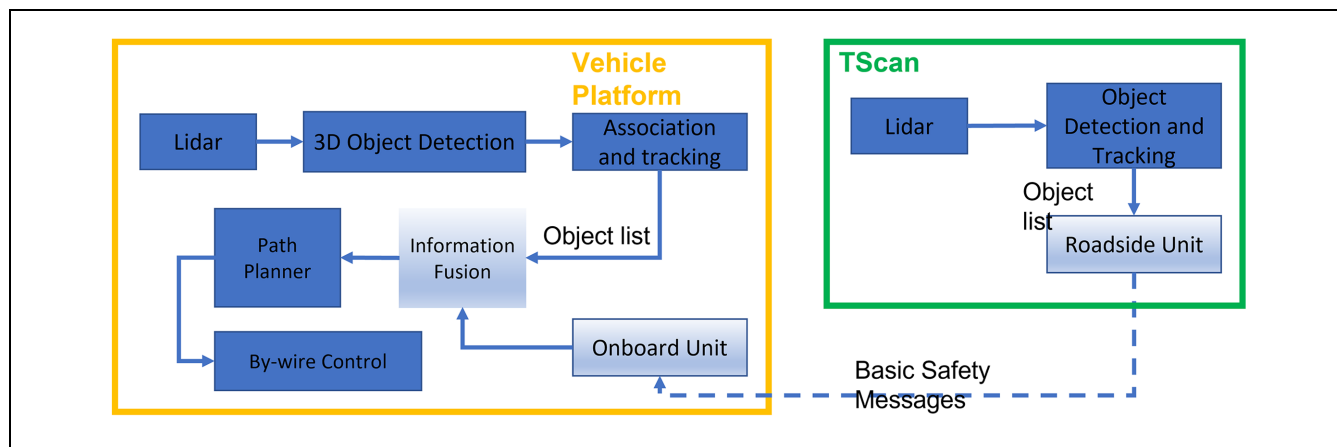 Vehicle
Platform
Lidar
3D Object Detection
Association
and tracking
Object list
Path
Planner
Information
Fusion
By-wire Control
Onboard Unit
TScan
Lidar
Object
Detection and
Tracking
Object
list
Roadside Unit
Basic Safety
Messages